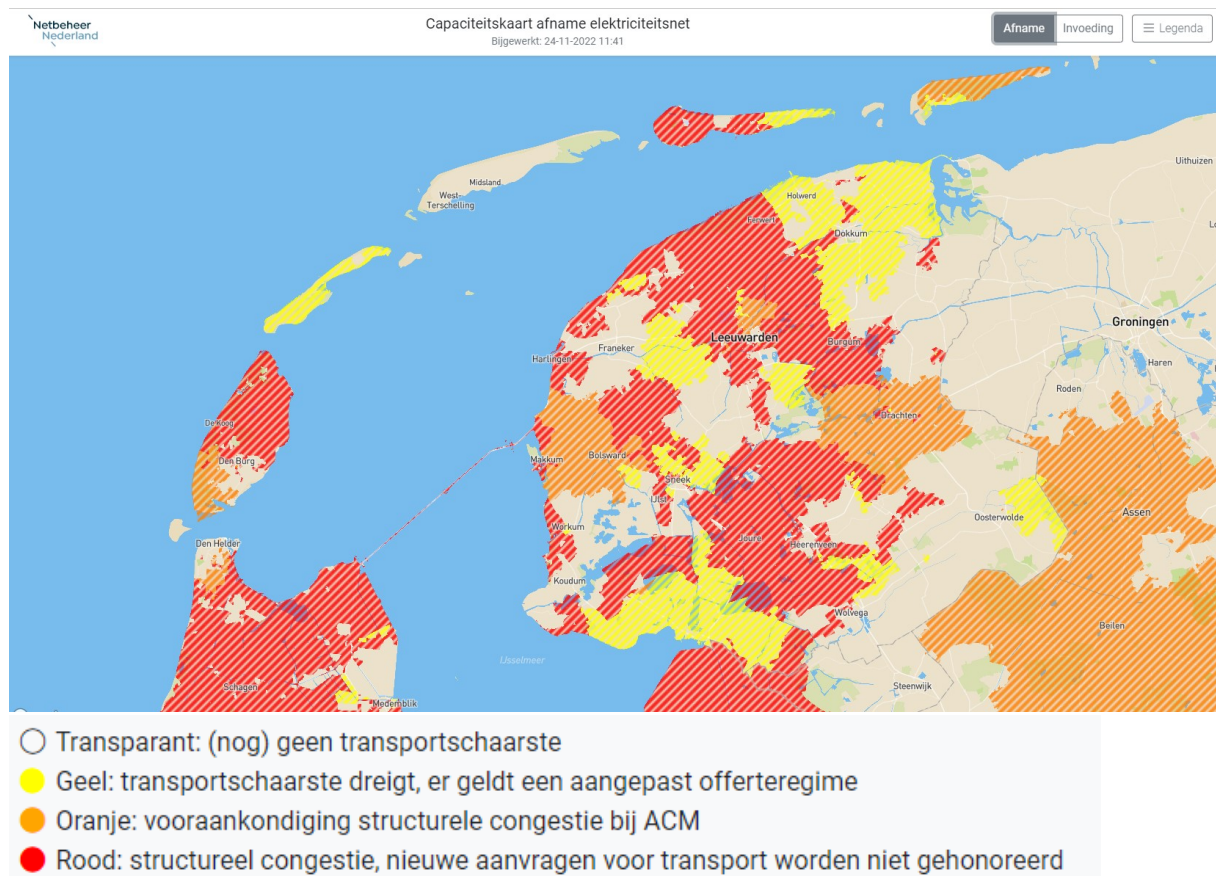 Netbeheer
Nederland
Capaciteitskaart afname elektriciteitsnet
Bijgewerkt: 24-11-2022 11:41
Afname
Invoeding
Legenda
Uithuizen
Midsland
West-
Terschelling
Holwerd
Ferwert
Dokkum
Groningen
Leeuwarden
Burgum
Franeker
Harlingen
Haren
Roden
De Koog
Drachten
Den Burg
Makkum
Bolsward
Sneek
IJlst
Assen
Oosterwolde
Workum
Den Helder
Joure
Heerenveen
Koudum
Wolvega
Beilen
IJsselmeer
Schagen
Steenwijk
Medemblik
Transparant: (nog) geen transportschaarste
Geel: transportschaarste dreigt, er geldt een aangepast offerteregime
Oranje: vooraankondiging structurele congestie bij ACM
Rood: structureel congestie, nieuwe aanvragen voor transport worden niet gehonoreerd